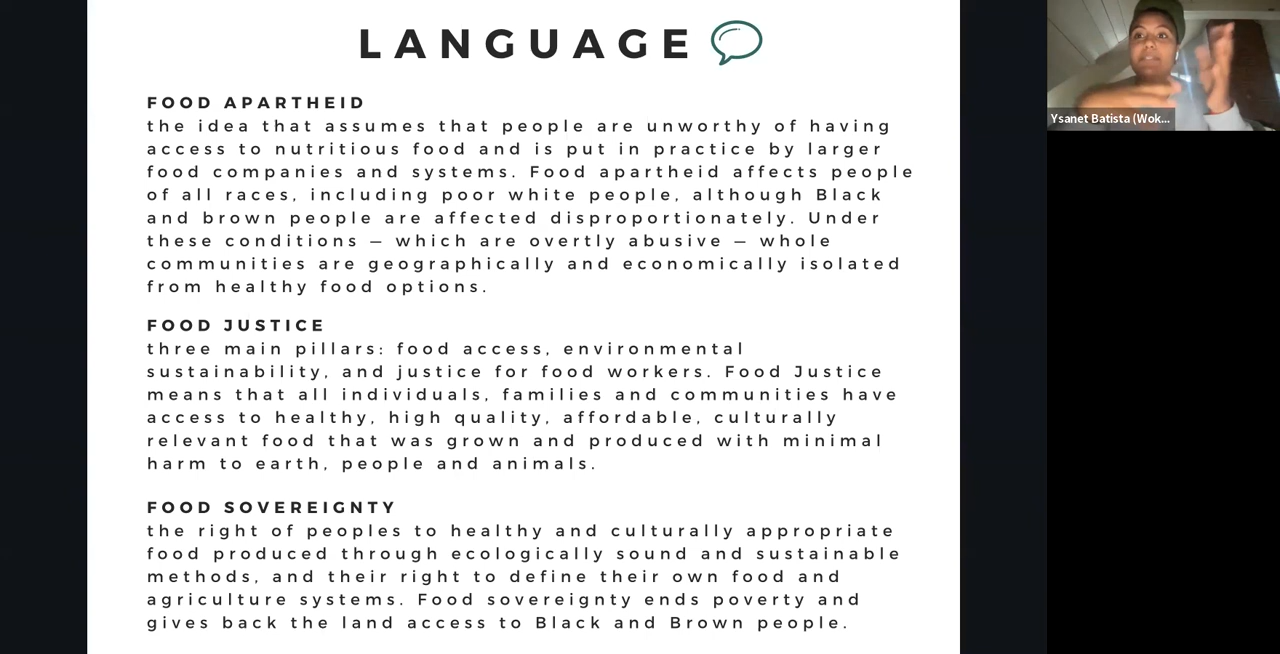 LANGUAGE
FOOD APARTHEID
the idea that assumes that people are unworthy of having
access to nutritious food and is put in practice by larger
food companies and systems. Food apartheid affects people
of all races, including poor white people, although Black
and brown people are affected disproportionately. Under
these conditions — which are overtly abusive — whole
communities are geographically and economically isolated
from healthy food options.
FOOD JUSTICE
three main pillars: food access, environmental
sustainability, and justice for food workers. Food Justice
means that all individuals, families and communities have
access to healthy, high quality, affordable, culturally
relevant food that was grown and produced with minimal
harm to earth, people and animals.
FOOD SOVEREIGNTY
the right of peoples to healthy and culturally appropriate
food produced through ecologically sound and sustainable
methods, and their right to define their own food and
agriculture systems. Food sovereignty ends poverty and
gives back the land access to Black and Brown people.
Ysanet Batista (Wok...